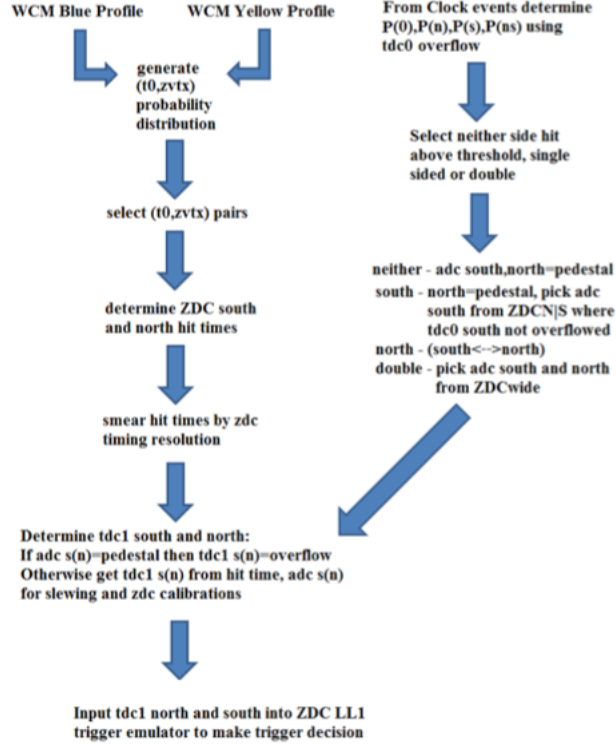 WCM Blue Profile
WCM Yellow Profile
generate
(t0,zvtx)
probability
distribution
select (t0,zvtx) pairs
determine ZDC south
and north hit times
smear hit times by zdc
timing resolution
From Clock events determine
P(0),P(n),P(s),P(ns) using
tdc0 overflow
Select neither side hit
above threshold, single
sided or double
neither - adc south,north=pedestal
south - north=pedestal, pick adc
south from ZDCN|S where
tdc0 south not overflowed
north - (south<-->north)
double - pick adc south and north
from ZDCwide
Determine tdc1 south and north:
If adc s(n)=pedestal then tdc1 s(n)=overflow
Otherwise get tdc1 s(n) from hit time, adc s(n)
for slewing and zdc calibrations
Input tdc1 north and south into ZDC LL1
trigger emulator to make trigger decision